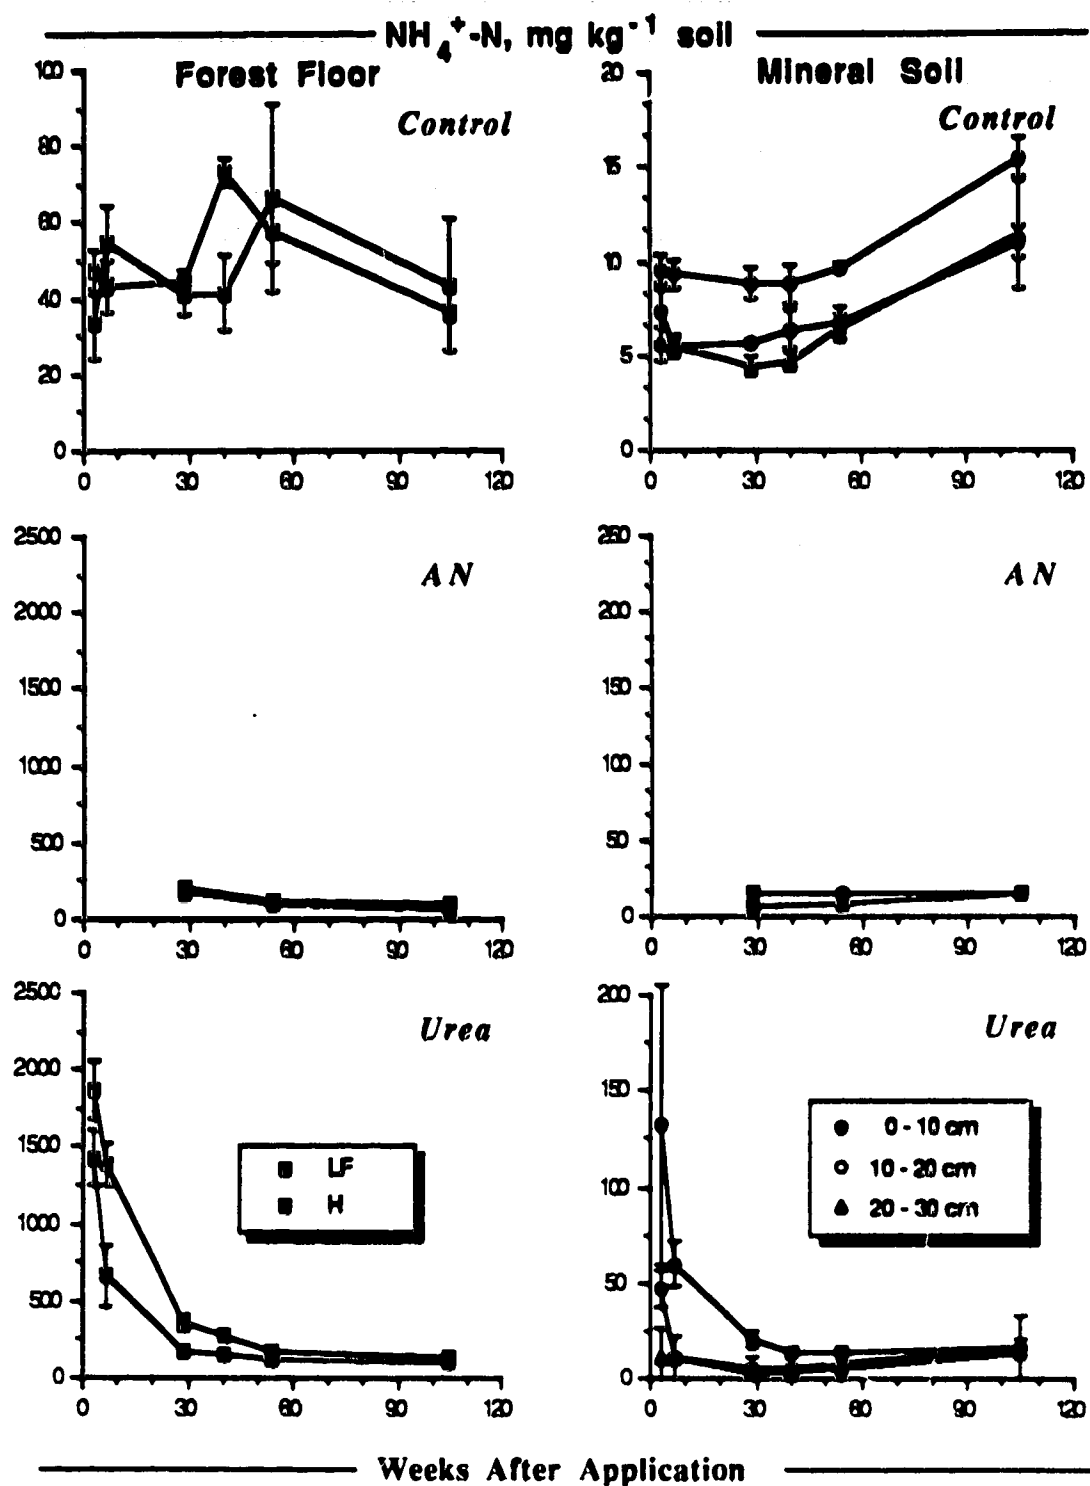 NH4+-N, mg kg-1 soil
Forest Floor
Mineral Soil
Control
100
80
60
40
20
0
0 30 60 90 120
Control
20
15
10
5
0
0 30 60 90 120
AN
2500
2000
1500
1000
500
0
0 30 60 90 120
AN
250
200
150
100
50
0
0 30 60 90 120
Urea
2500
2000
1500
1000
500
0
LF
H
0 30 60 90 120
Urea
200
150
100
50
0
0 - 10 cm
10 - 20 cm
20 - 30 cm
0 30 60 90 120
Weeks After Application